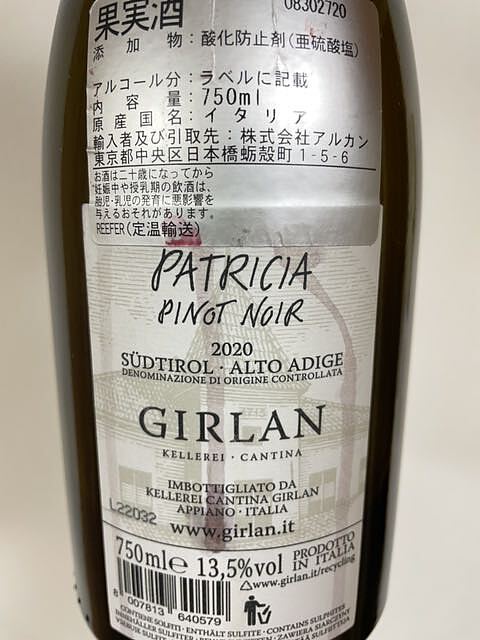 果実酒
08302720
添加物：酸化防止剤(亜硫酸塩)
アルコール分：ラベルに記載
内容量：750ml
原産国名：イタリア
輸入者及び引取先：株式会社アルカン
東京都中央区日本橋蛎殻町1-5-6
お酒は二十歳になってから
妊娠中や授乳期の飲酒は、
胎児・乳児の発育に悪影響を
与えるおそれがあります。
REEFER(定温輸送)
PATRICIA
PINOT NOIR
2020
SÜDTIROL · ALTO ADIGE
DENOMINAZIONE DI ORIGINE CONTROLLATA
GIRLAN
KELLEREI · CANTINA
IMBOTTIGLIATO DA
KELLEREI CANTINA GIRLAN
APPIANO · ITALIA
L22032
www.girlan.it
750ml e 13,5%vol PRODOTTO IN ITALIA
www.girlan.it/recycling
8 007813 640579
CONTIENE SOLFITI · ENTHÄLT SULFITE · CONTAINS SULPHITES
INNEHÅLLER SULFITER
ZAWIERA SIARCZYNY